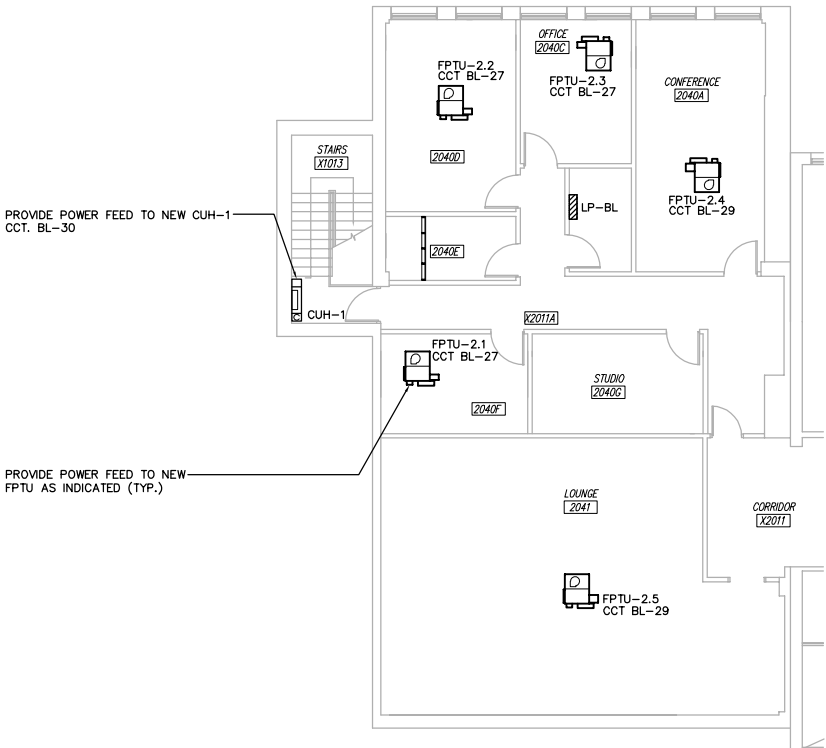 OFFICE
2040C
FPTU-2.2
CCT BL-27
FPTU-2.3
CCT BL-27
CONFERENCE
2040A
STAIRS
X1013
2040D
FPTU-2.4
CCT BL-29
LP-BL
PROVIDE POWER FEED TO NEW CUH-1
CCT. BL-30
2040E
CUH-1
X2011A
FPTU-2.1
CCT BL-27
STUDIO
2040G
2040F
PROVIDE POWER FEED TO NEW
FPTU AS INDICATED (TYP.)
LOUNGE
2041
CORRIDOR
X2011
FPTU-2.5
CCT BL-29